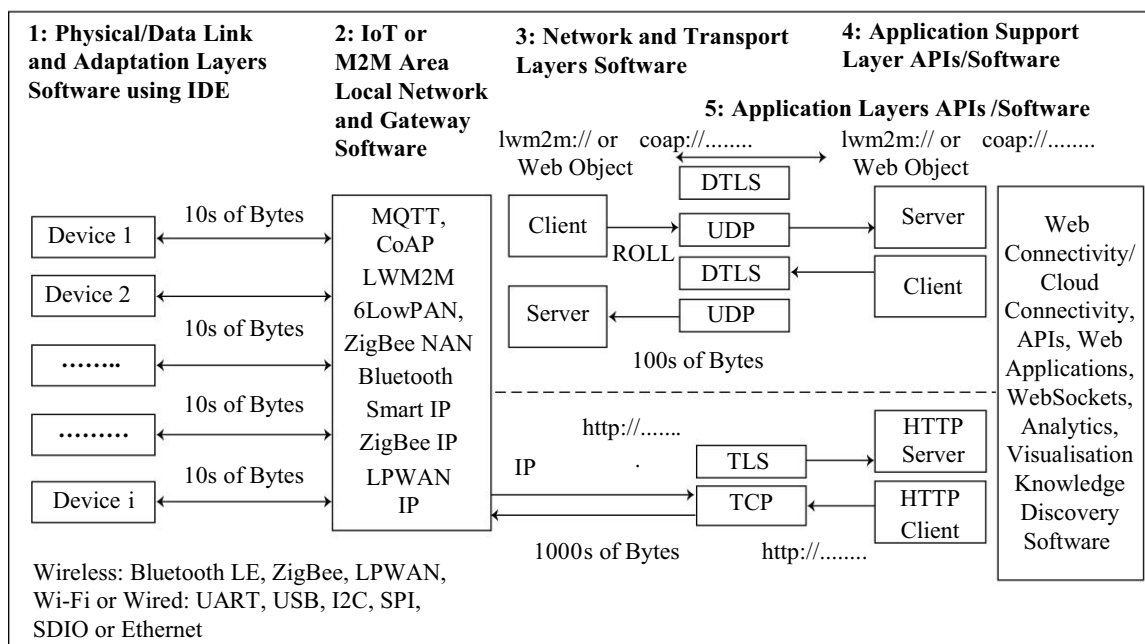 1: Physical/Data Link
and Adaptation Layers
Software using IDE
2: IoT or
M2M Area
Local Network
and Gateway
Software
3: Network and Transport
Layers Software
4: Application Support
Layer APIs/Software
5: Application Layers APIs /Software
lwm2m:// or
Web Object
coap://........
lwm2m:// or
Web Object
coap://........
Device 1
10s of Bytes
Device 2
10s of Bytes
……..
10s of Bytes
………
10s of Bytes
Device i
MQTT,
CoAP
LWM2M
6LowPAN,
ZigBee NAN
Bluetooth
Smart IP
ZigBee IP
LPWAN
IP
Client
ROLL
Server
DTLS
UDP
DTLS
UDP
Server
Client
100s of Bytes
http://.......
.
IP
TLS
TCP
HTTP
Server
HTTP
Client
1000s of Bytes
http://........
Web
Connectivity/
Cloud
Connectivity,
APIs, Web
Applications,
WebSockets,
Analytics,
Visualisation
Knowledge
Discovery
Software
Wireless: Bluetooth LE, ZigBee, LPWAN,
Wi-Fi or Wired: UART, USB, I2C, SPI,
SDIO or Ethernet